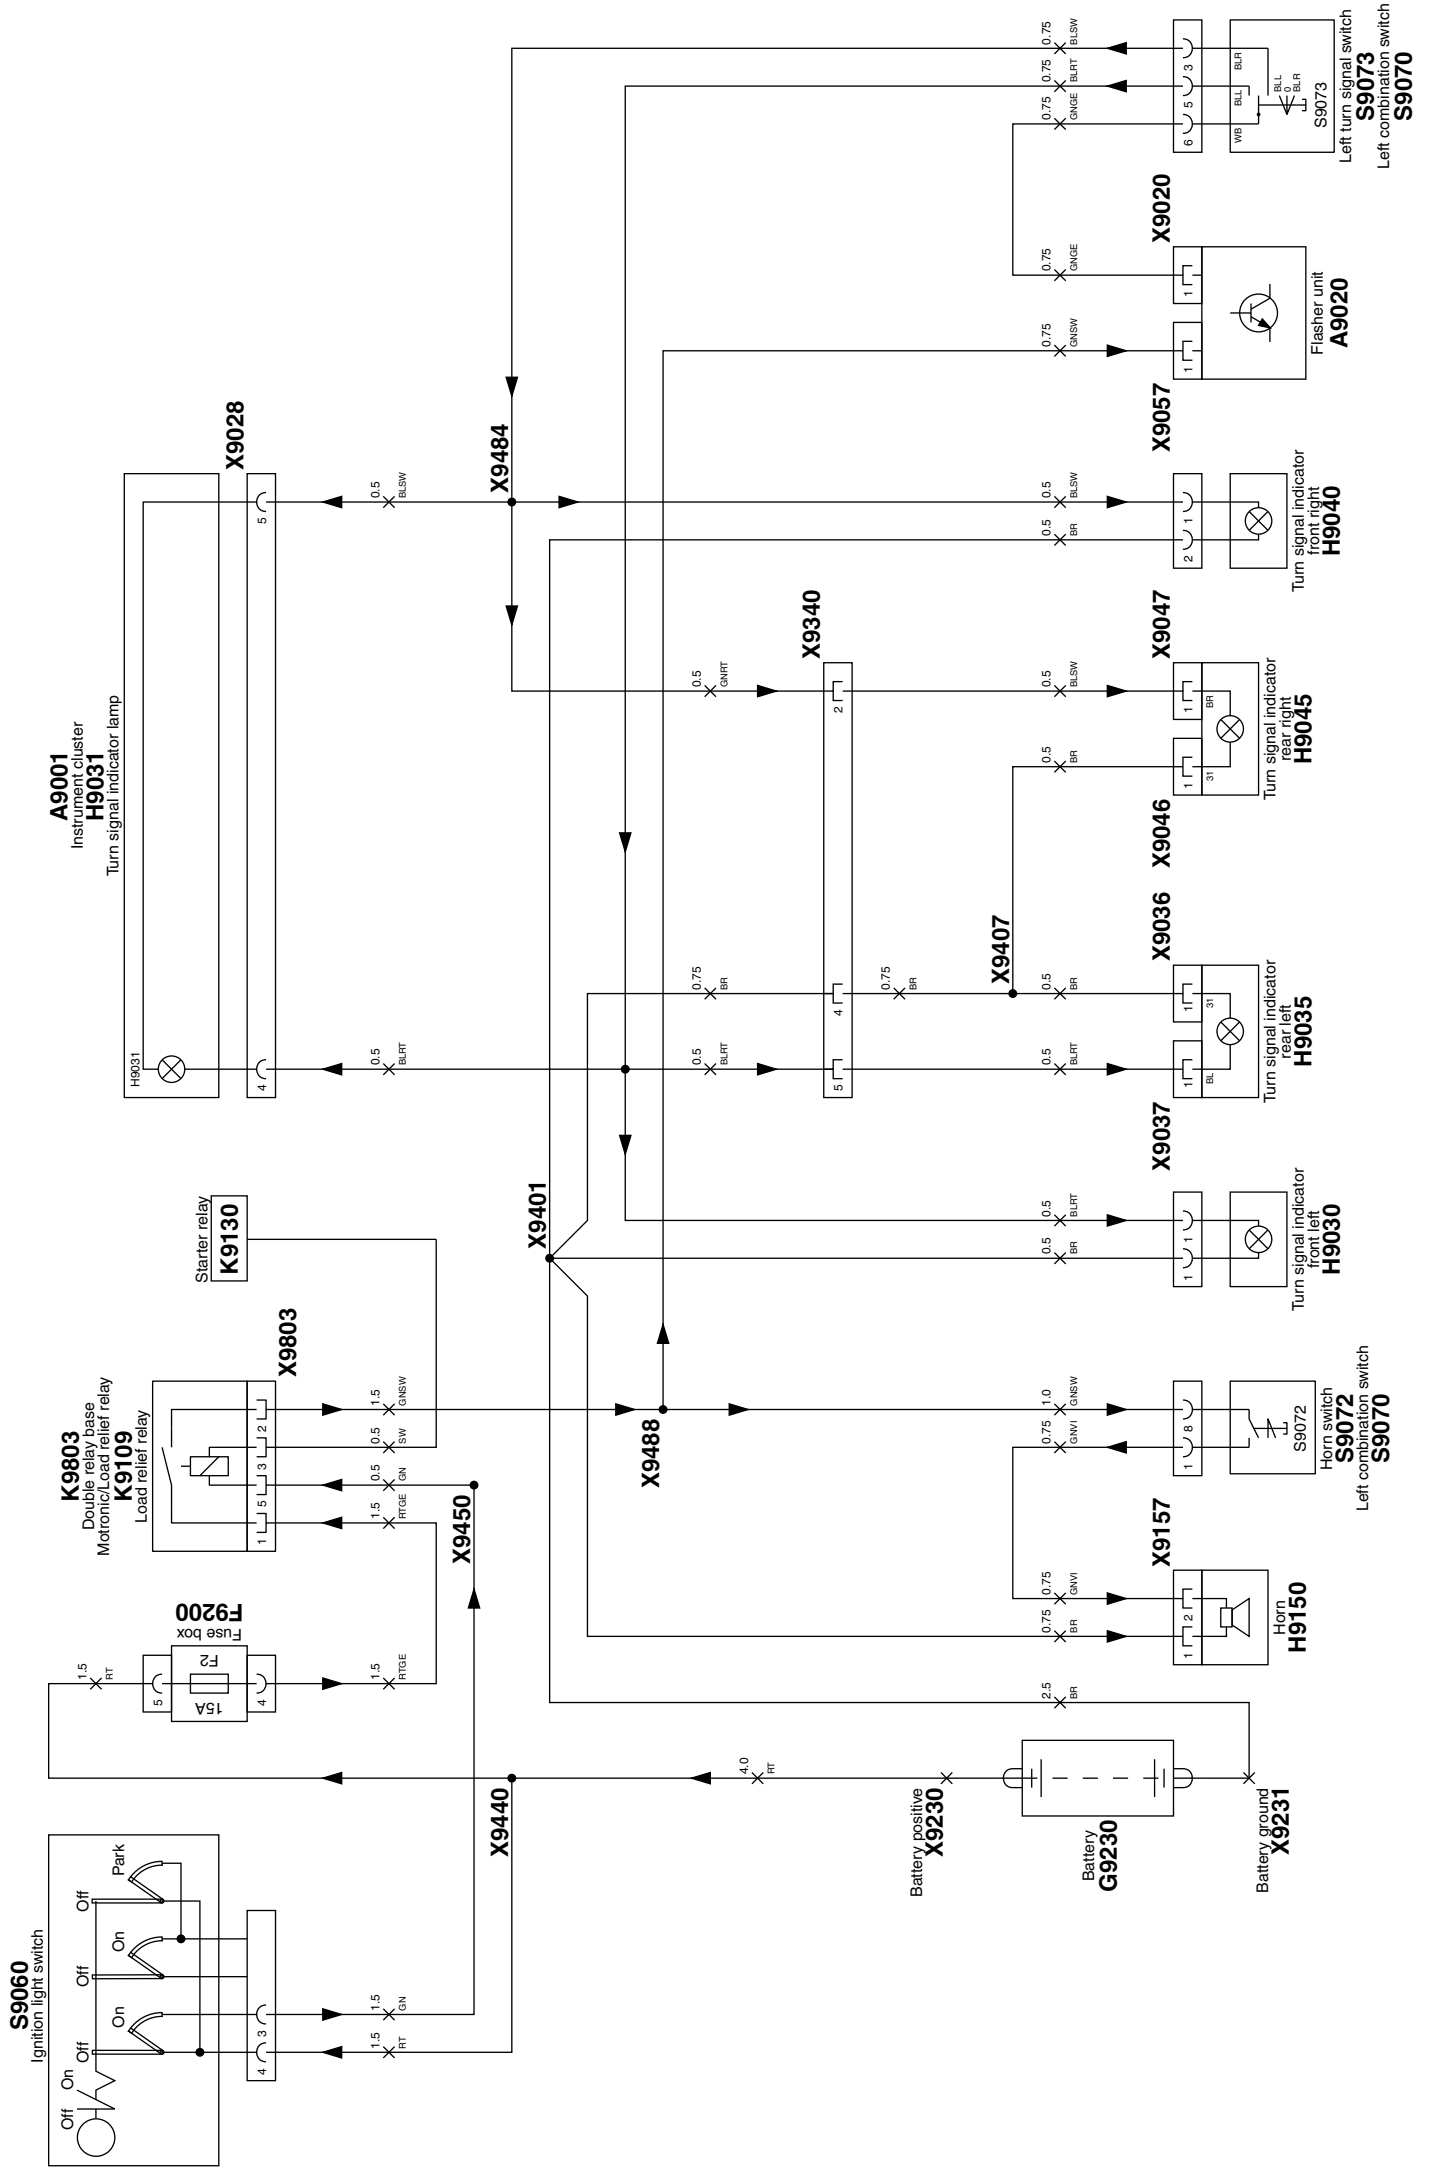 S9060
Ignition light switch
Off
On
Off
On
Off
On
Off
Park
4
3
1.5
RT
1.5
GN
X9440
X9450
4.0
RT
Battery positive
X9230
Battery
G9230
Battery ground
X9231
1.5
RT
5
F2
15A
4
Fuse box
F9200
1.5
RTGE
K9803
Double relay base
Motronic/Load relief relay
K9109
Load relief relay
1
5
3
2
X9803
1.5
RTGE
0.5
GN
0.5
SW
1.5
GNSW
Starter relay
K9130
X9488
X9401
2.5
BR
0.75
BR
0.75
GNVI
X9157
1
2
Horn
H9150
0.75
GNVI
1.0
GNSW
1
8
S9072
Horn switch
S9072
Left combination switch
S9070
0.5
BR
0.5
BLRT
1
1
Turn signal indicator
front left
H9030
A9001
Instrument cluster
H9031
Turn signal indicator lamp
H9031
4
5
X9028
0.5
BLRT
0.5
BLSW
X9484
0.5
BLRT
0.75
BR
0.5
GNRT
X9340
5
4
2
0.75
BR
X9407
0.5
BLRT
0.5
BR
X9037
X9036
1
1
BL
31
Turn signal indicator
rear left
H9035
0.5
BR
0.5
BLSW
X9046
X9047
1
1
31
BR
Turn signal indicator
rear right
H9045
0.5
BR
0.5
BLSW
2
1
Turn signal indicator
front right
H9040
0.75
GNSW
0.75
GNGE
X9057
X9020
1
1
Flasher unit
A9020
0.75
GNGE
0.75
BLRT
0.75
BLSW
6
5
3
WB
BLL
BLR
BLL
0
BLR
S9073
Left turn signal switch
S9073
Left combination switch
S9070